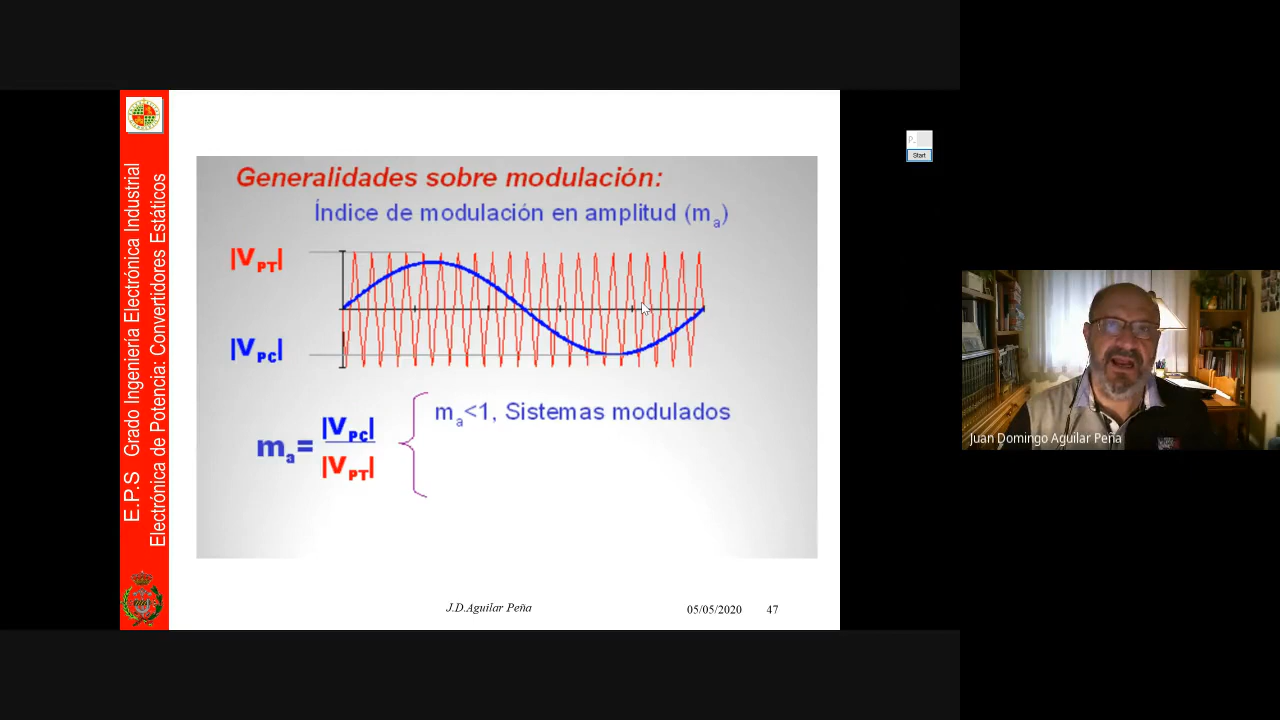 E.P.S Grado Ingeniería Electrónica Industrial
Electrónica de Potencia: Convertidores Estáticos
Generalidades sobre modulación:
Índice de modulación en amplitud (ma)
|VPT|
|VPC|
ma= |VPC|
|VPT|
ma<1, Sistemas modulados
J.D.Aguilar Peña
05/05/2020
47
P.
Start
Juan Domingo Aguilar Peña